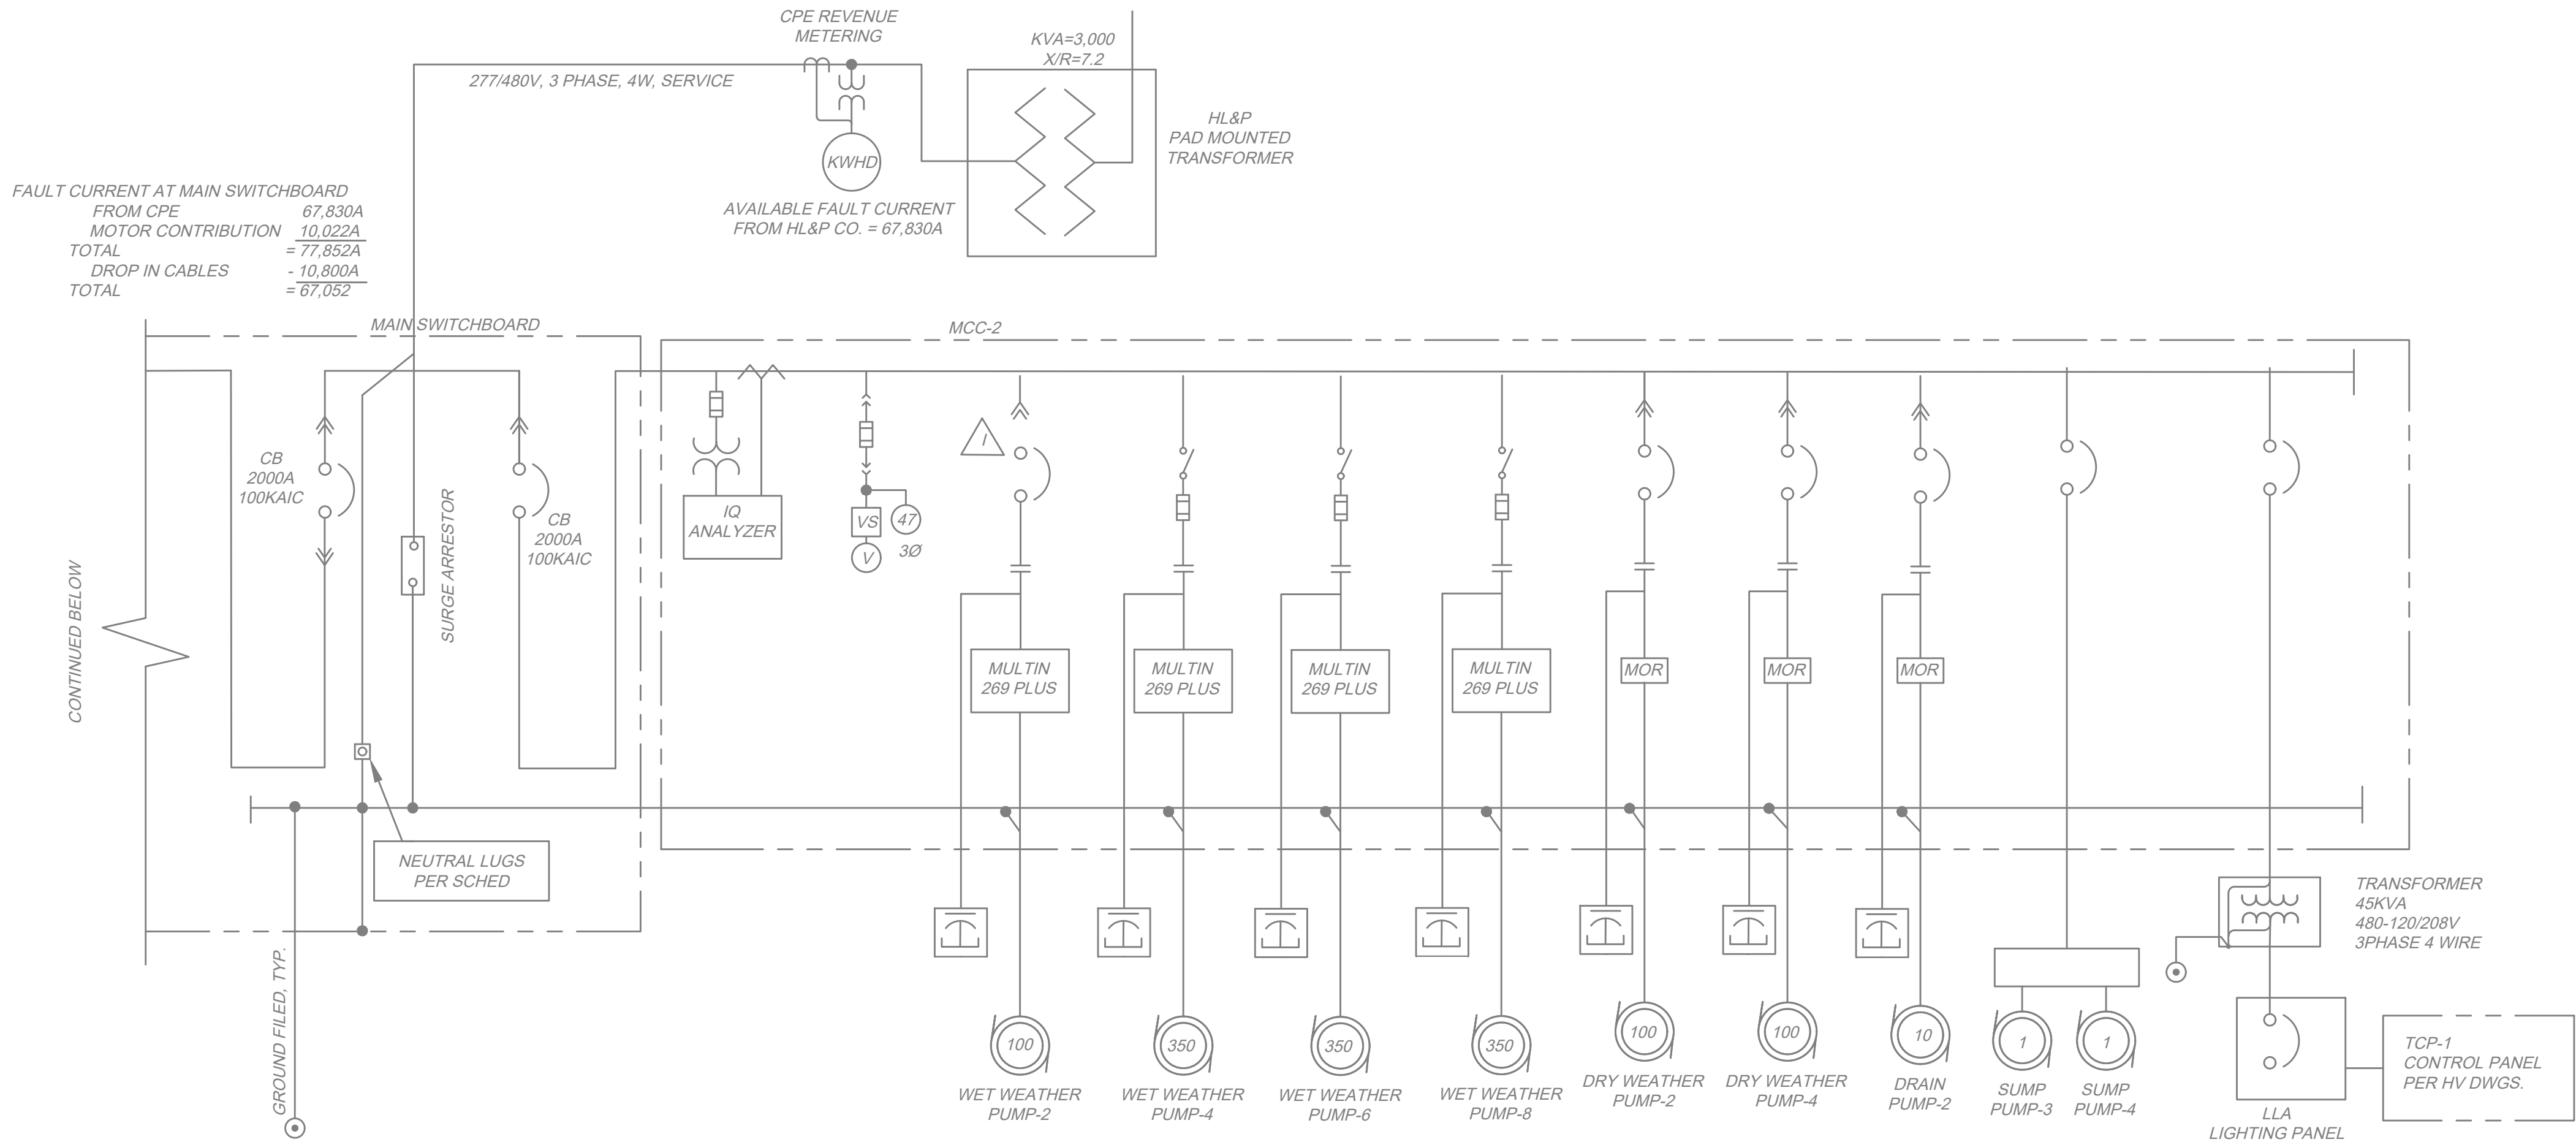 CPE REVENUE
METERING
KVA=3,000
X/R=7.2
277/480V, 3 PHASE, 4W, SERVICE
HL&P
PAD MOUNTED
TRANSFORMER
KWHD
AVAILABLE FAULT CURRENT
FROM HL&P CO. = 67,830A
FAULT CURRENT AT MAIN SWITCHBOARD
FROM CPE 67,830A
MOTOR CONTRIBUTION 10,022A
TOTAL = 77,852A
DROP IN CABLES - 10,800A
TOTAL = 67,052
MAIN SWITCHBOARD
MCC-2
CONTINUED BELOW
CB
2000A
100KAIC
SURGE ARRESTOR
CB
2000A
100KAIC
IQ
ANALYZER
VS
47
V
3Ø
I
MULTIN
269 PLUS
MULTIN
269 PLUS
MULTIN
269 PLUS
MULTIN
269 PLUS
MOR
MOR
MOR
NEUTRAL LUGS
PER SCHED
GROUND FILED, TYP.
TRANSFORMER
45KVA
480-120/208V
3PHASE 4 WIRE
100
WET WEATHER
PUMP-2
350
WET WEATHER
PUMP-4
350
WET WEATHER
PUMP-6
350
WET WEATHER
PUMP-8
100
DRY WEATHER
PUMP-2
100
DRY WEATHER
PUMP-4
10
DRAIN
PUMP-2
1
SUMP
PUMP-3
1
SUMP
PUMP-4
LLA
LIGHTING PANEL
TCP-1
CONTROL PANEL
PER HV DWGS.